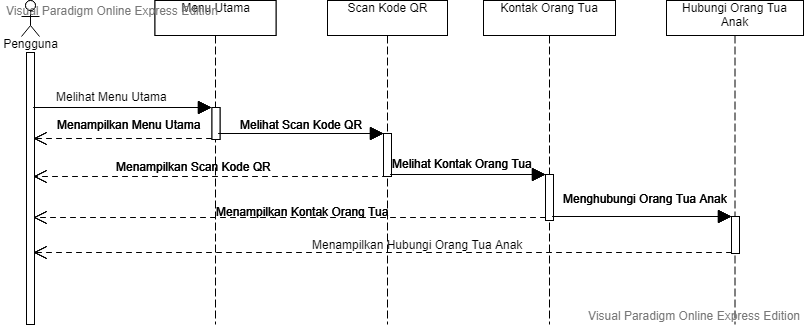 Visual Paradigm Online Express Edition
Menu Utama
Scan Kode QR
Kontak Orang Tua
Hubungi Orang Tua
Anak
Pengguna
Melihat Menu Utama
Menampilkan Menu Utama
Melihat Scan Kode QR
Menampilkan Scan Kode QR
Melihat Kontak Orang Tua
Menghubungi Orang Tua Anak
Menampilkan Kontak Orang Tua
Menampilkan Hubungi Orang Tua Anak
Visual Paradigm Online Express Edition